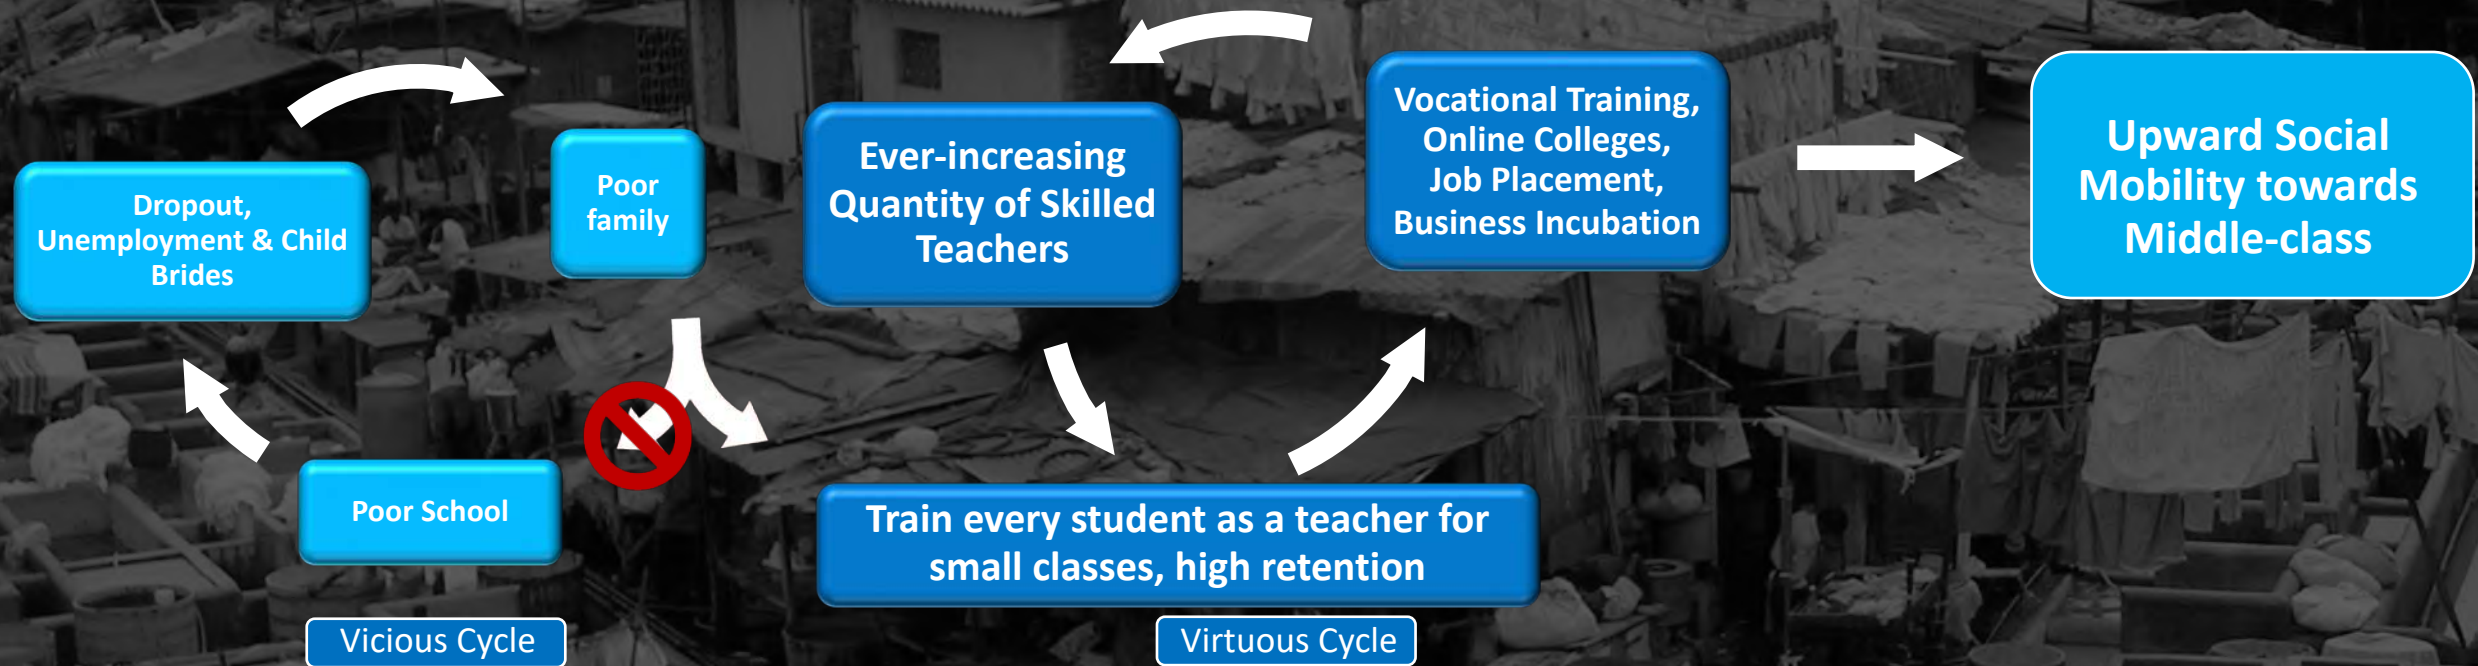 Dropout,
Unemployment & Child
Brides
Poor
family
Poor School
Vicious Cycle
Ever-increasing
Quantity of Skilled
Teachers
Vocational Training,
Online Colleges,
Job Placement,
Business Incubation
Train every student as a teacher for
small classes, high retention
Virtuous Cycle
Upward Social
Mobility towards
Middle-class